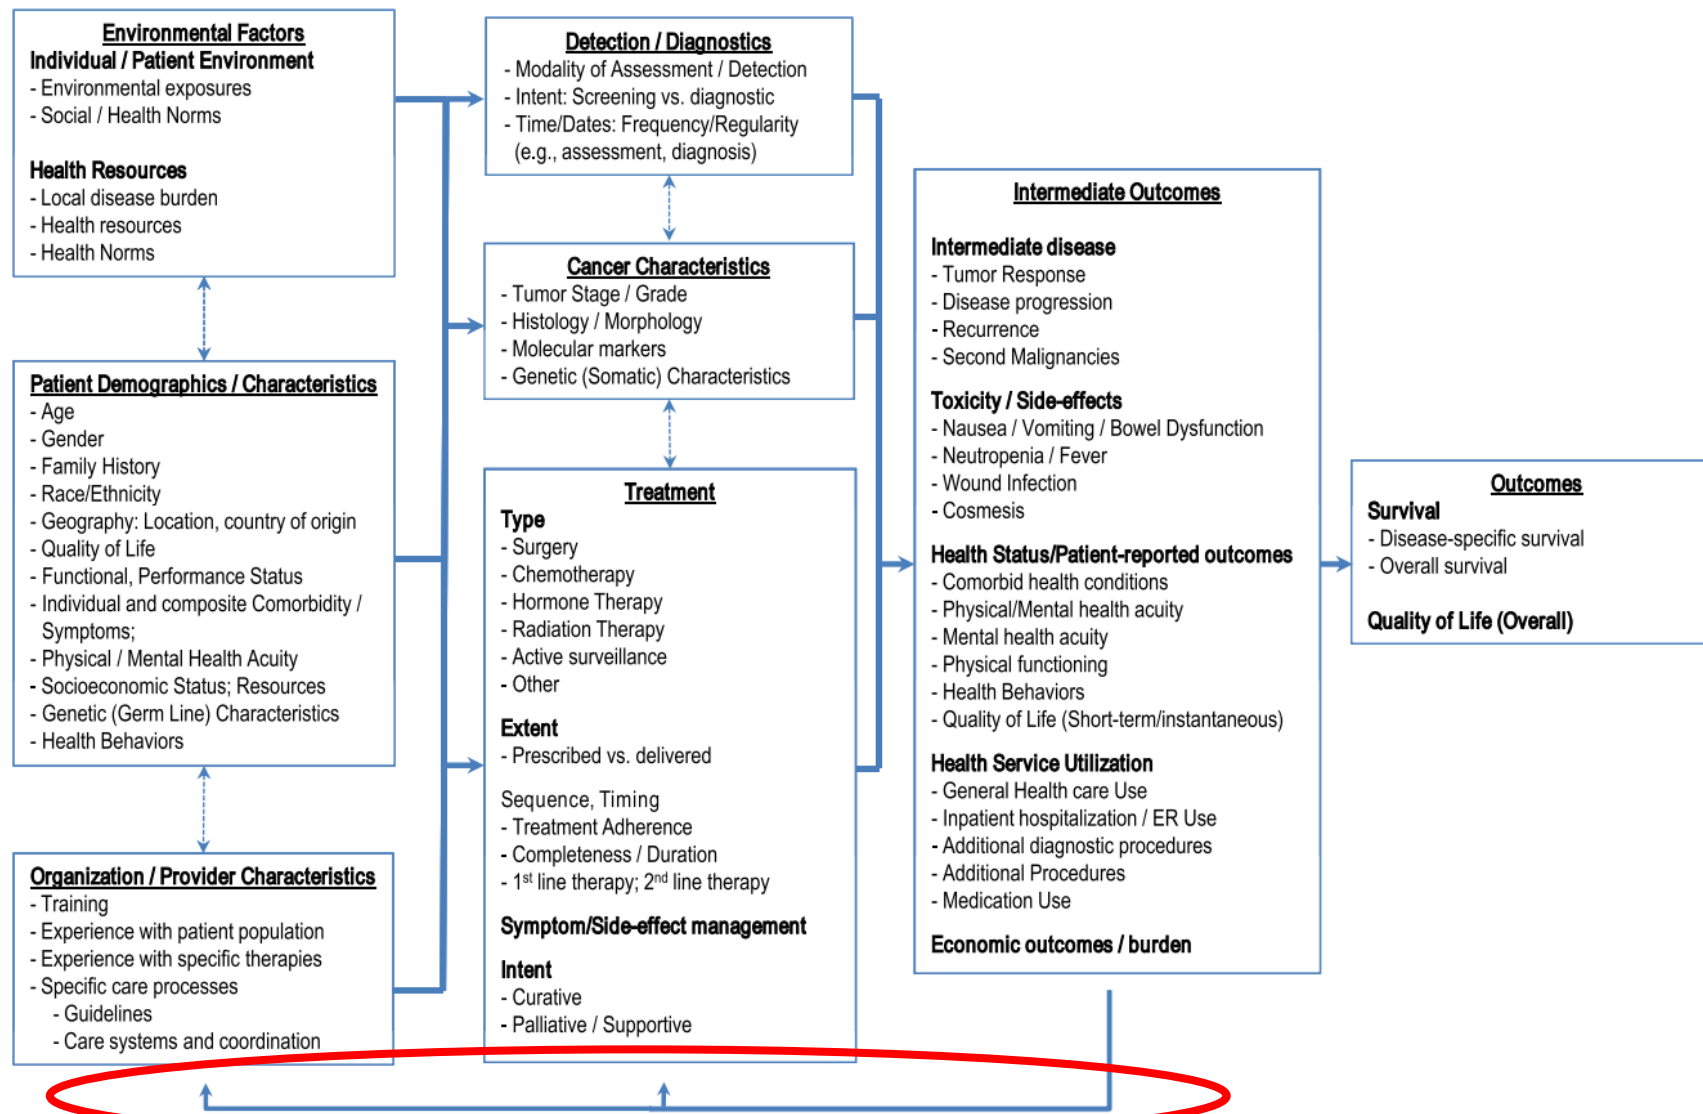 Environmental Factors
Individual / Patient Environment
- Environmental exposures
- Social / Health Norms
Health Resources
- Local disease burden
- Health resources
- Health Norms
Patient Demographics / Characteristics
- Age
- Gender
- Family History
- Race/Ethnicity
- Geography: Location, country of origin
- Quality of Life
- Functional, Performance Status
- Individual and composite Comorbidity /
Symptoms;
- Physical / Mental Health Acuity
- Socioeconomic Status; Resources
- Genetic (Germ Line) Characteristics
- Health Behaviors
Organization / Provider Characteristics
- Training
- Experience with patient population
- Experience with specific therapies
- Specific care processes
- Guidelines
- Care systems and coordination
Detection / Diagnostics
- Modality of Assessment / Detection
- Intent: Screening vs. diagnostic
- Time/Dates: Frequency/Regularity
(e.g., assessment, diagnosis)
Cancer Characteristics
- Tumor Stage / Grade
- Histology / Morphology
- Molecular markers
- Genetic (Somatic) Characteristics
Treatment
Type
- Surgery
- Chemotherapy
- Hormone Therapy
- Radiation Therapy
- Active surveillance
- Other
Extent
- Prescribed vs. delivered
Sequence, Timing
- Treatment Adherence
- Completeness / Duration
- 1st line therapy; 2nd line therapy
Symptom/Side-effect management
Intent
- Curative
- Palliative / Supportive
Intermediate Outcomes
Intermediate disease
- Tumor Response
- Disease progression
- Recurrence
- Second Malignancies
Toxicity / Side-effects
- Nausea / Vomiting / Bowel Dysfunction
- Neutropenia / Fever
- Wound Infection
- Cosmesis
Health Status/Patient-reported outcomes
- Comorbid health conditions
- Physical/Mental health acuity
- Mental health acuity
- Physical functioning
- Health Behaviors
- Quality of Life (Short-term/instantaneous)
Health Service Utilization
- General Health care Use
- Inpatient hospitalization / ER Use
- Additional diagnostic procedures
- Additional Procedures
- Medication Use
Economic outcomes / burden
Outcomes
Survival
- Disease-specific survival
- Overall survival
Quality of Life (Overall)